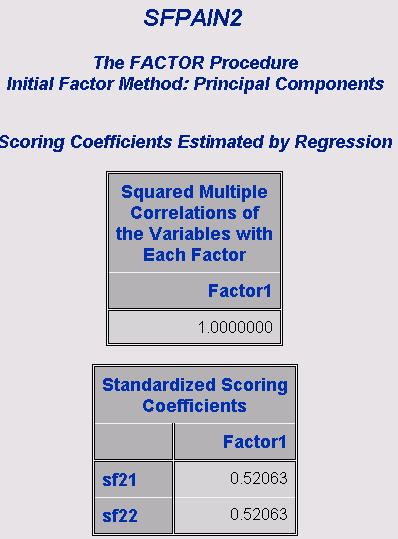 SFPAIN2
The FACTOR Procedure
Initial Factor Method: Principal Components
Scoring Coefficients Estimated by Regression
Squared Multiple
Correlations of
the Variables with
Each Factor
Factor1
1.0000000
Standardized Scoring
Coefficients
Factor1
sf21 0.52063
sf22 0.52063